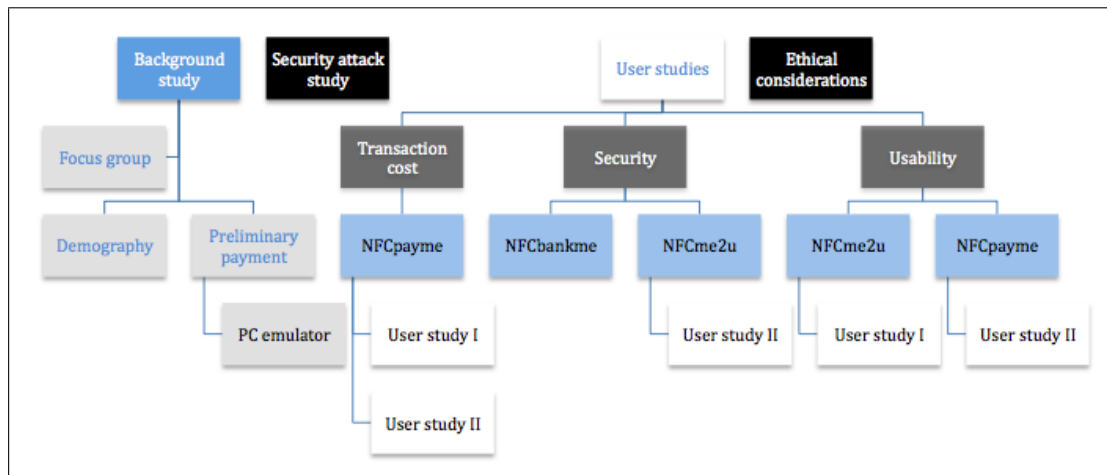 Background
study
Security attack
study
User studies
Ethical
considerations
Focus group
Transaction
cost
Security
Usability
Demography
Preliminary
payment
NFCpayme
NFCbankme
NFCme2u
NFCme2u
NFCpayme
PC emulator
User study I
User study II
User study I
User study II
User study II